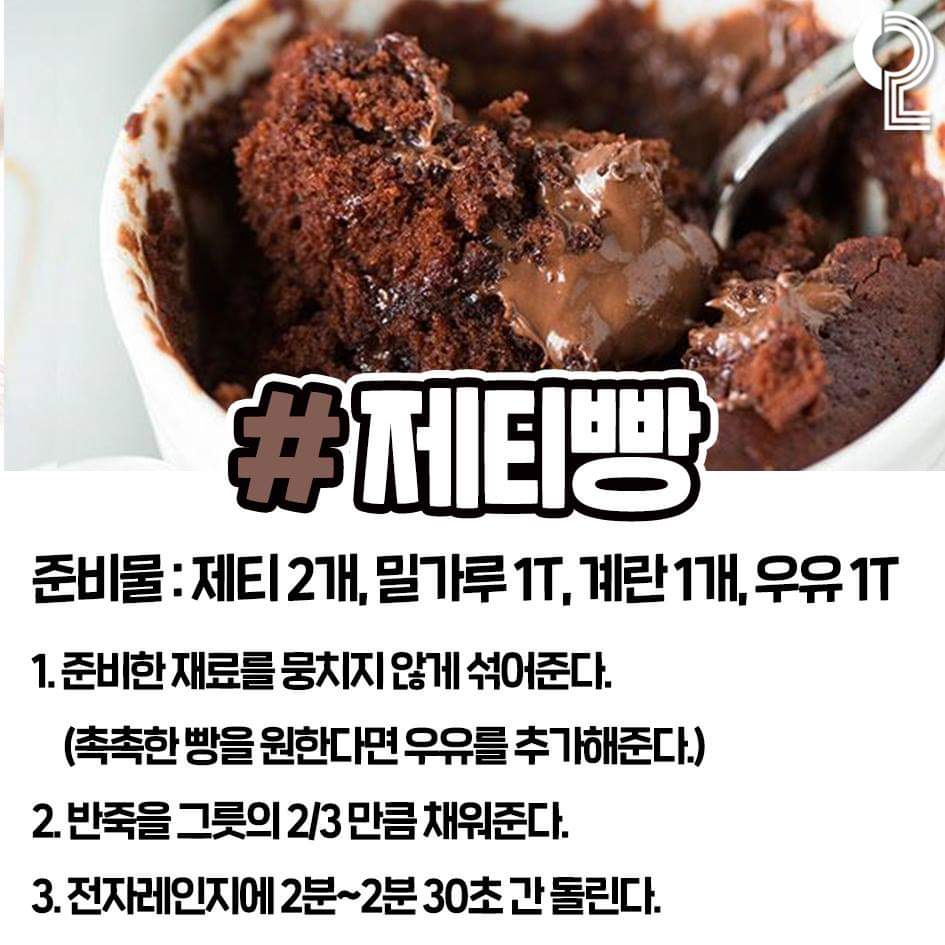 #제티빵
준비물 : 제티 2개, 밀가루 1T, 계란 1개, 우유 1T
1. 준비한 재료를 뭉치지 않게 섞어준다.
(촉촉한 빵을 원한다면 우유를 추가해준다.)
2. 반죽을 그릇의 2/3 만큼 채워준다.
3. 전자레인지에 2분~2분 30초 간 돌린다.